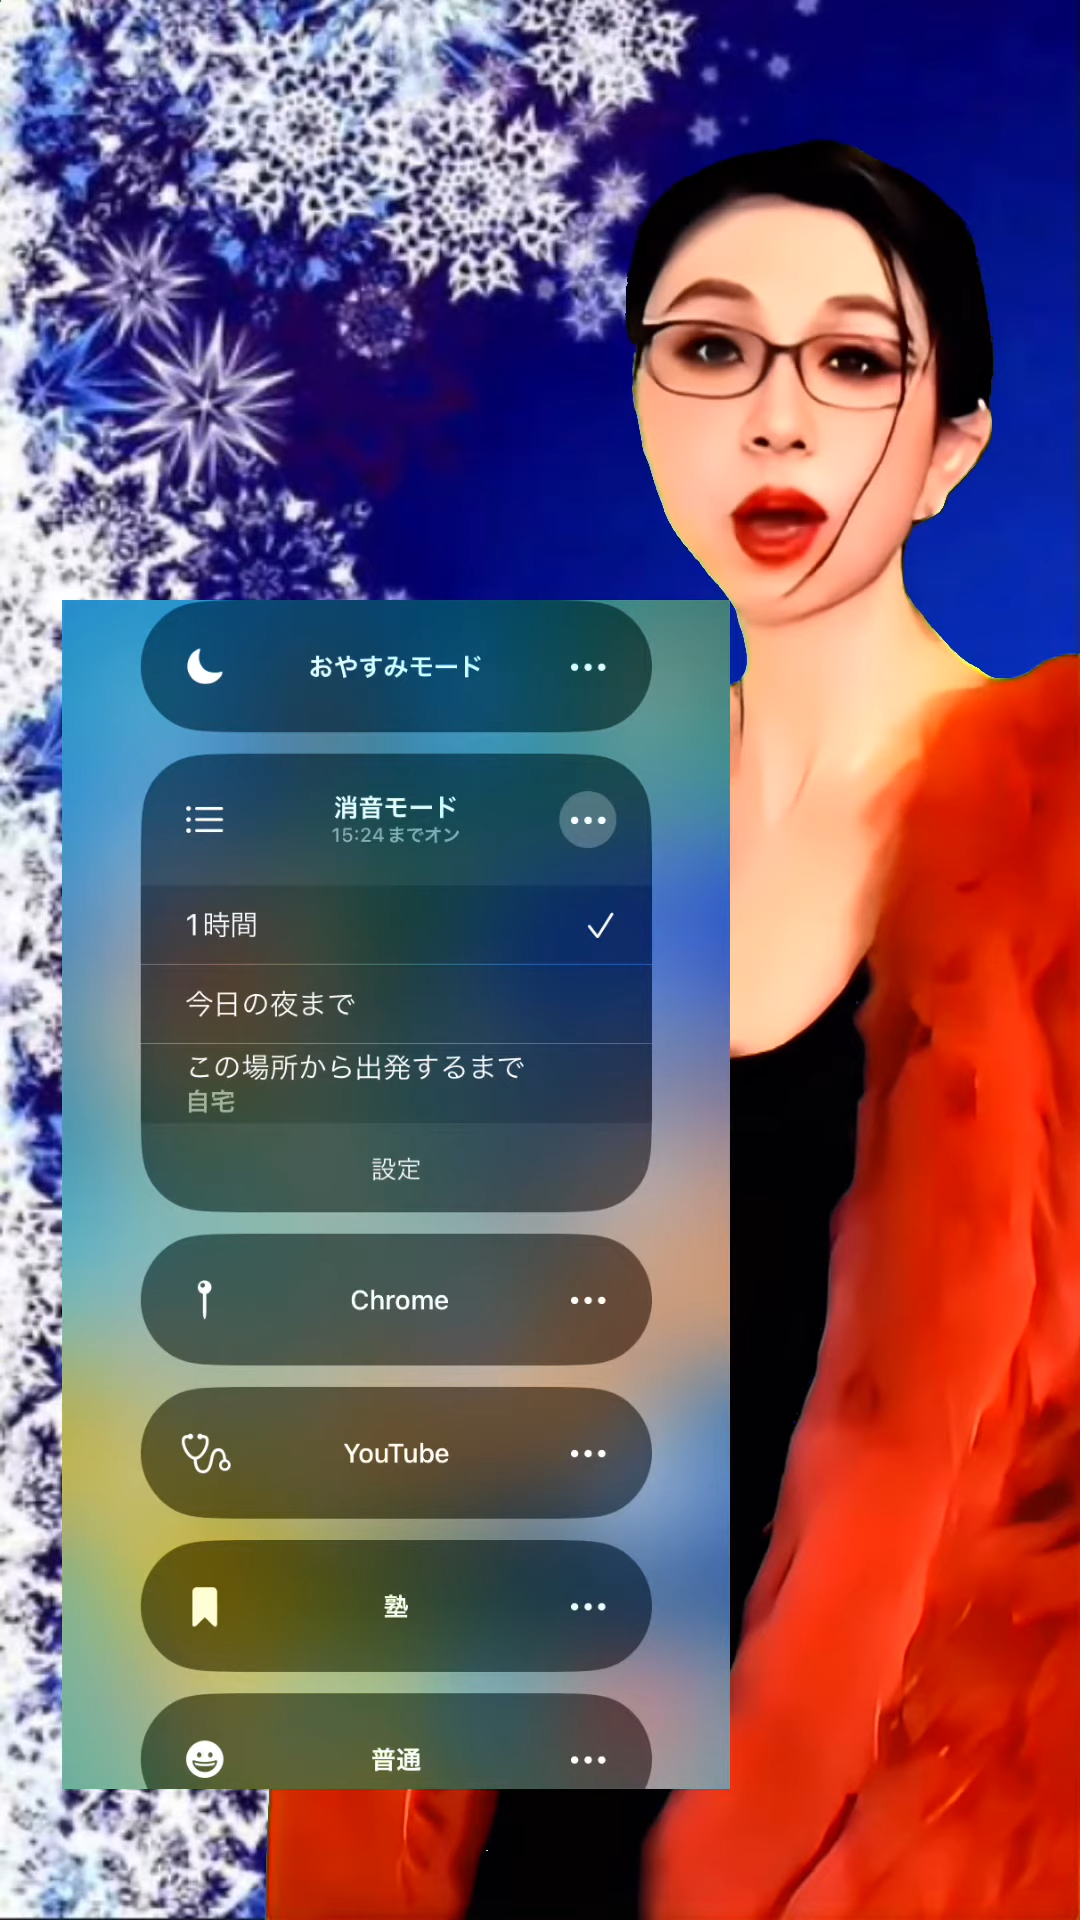 おやすみモード
消音モード
15:24までオン
1時間
今日の夜まで
この場所から出発するまで
自宅
設定
Chrome
YouTube
塾
普通